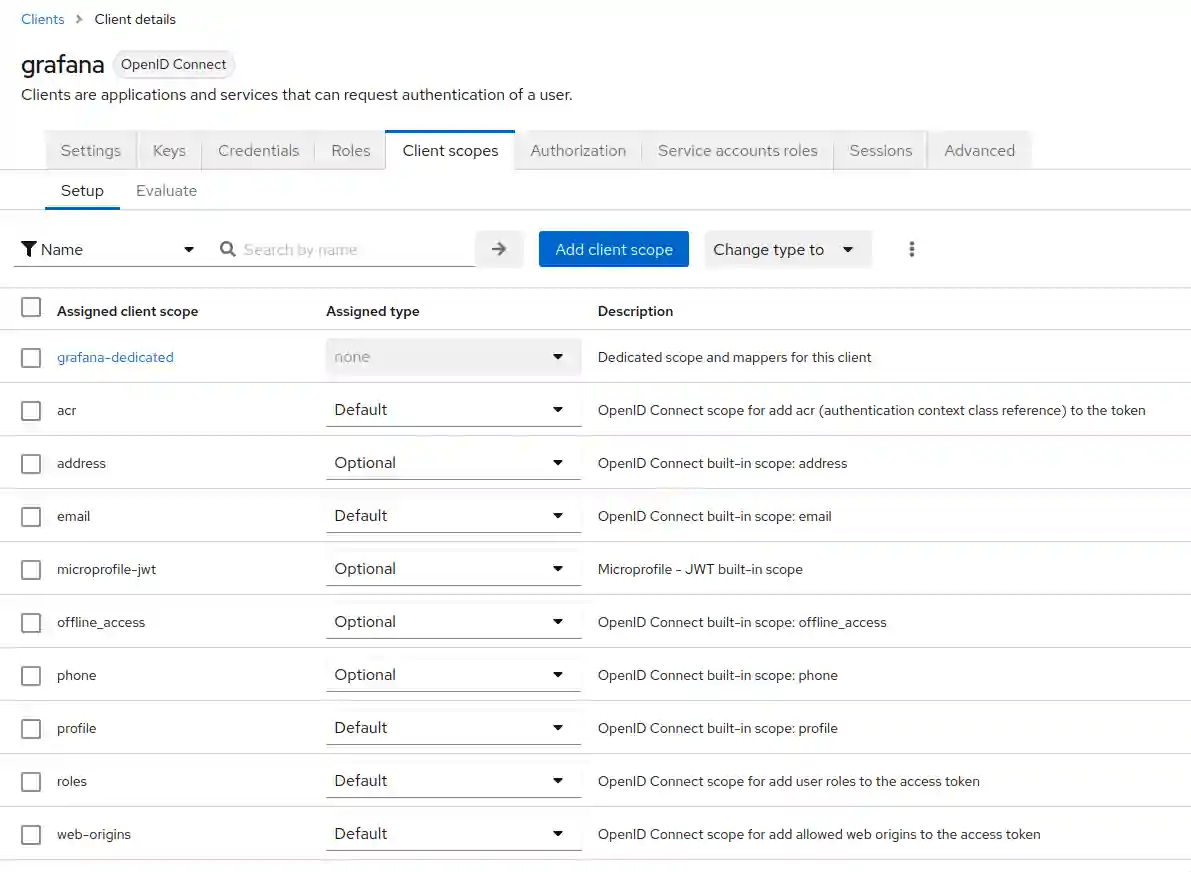 Clients > Client details
grafana OpenID Connect
Clients are applications and services that can request authentication of a user.
Settings Keys Credentials Roles Client scopes Authorization Service accounts roles Sessions Advanced
Setup Evaluate
Name Search by name Add client scope Change type to
Assigned client scope Assigned type Description
grafana-dedicated none Dedicated scope and mappers for this client
acr Default OpenID Connect scope for add acr (authentication context class reference) to the token
address Optional OpenID Connect built-in scope: address
email Default OpenID Connect built-in scope: email
microprofile-jwt Optional Microprofile - JWT built-in scope
offline_access Optional OpenID Connect built-in scope: offline_access
phone Optional OpenID Connect built-in scope: phone
profile Default OpenID Connect built-in scope: profile
roles Default OpenID Connect scope for add user roles to the access token
web-origins Default OpenID Connect scope for add allowed web origins to the access token